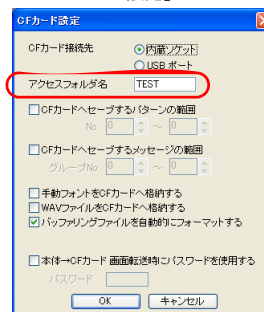 CFカード設定
CFカード接続先
内蔵ソケット
USB ポート
アクセスフォルダ名 TEST
CFカードへセーブするパターンの範囲
No. 0 ～ 0
CFカードへセーブするメッセージの範囲
グループNo. 0 ～ 0
手動フォントをCFカードへ格納する
WAVファイルをCFカードへ格納する
バッファリングファイルを自動的にフォーマットする
本体→CFカード 画面転送時にパスワードを使用する
パスワード
OK キャンセル